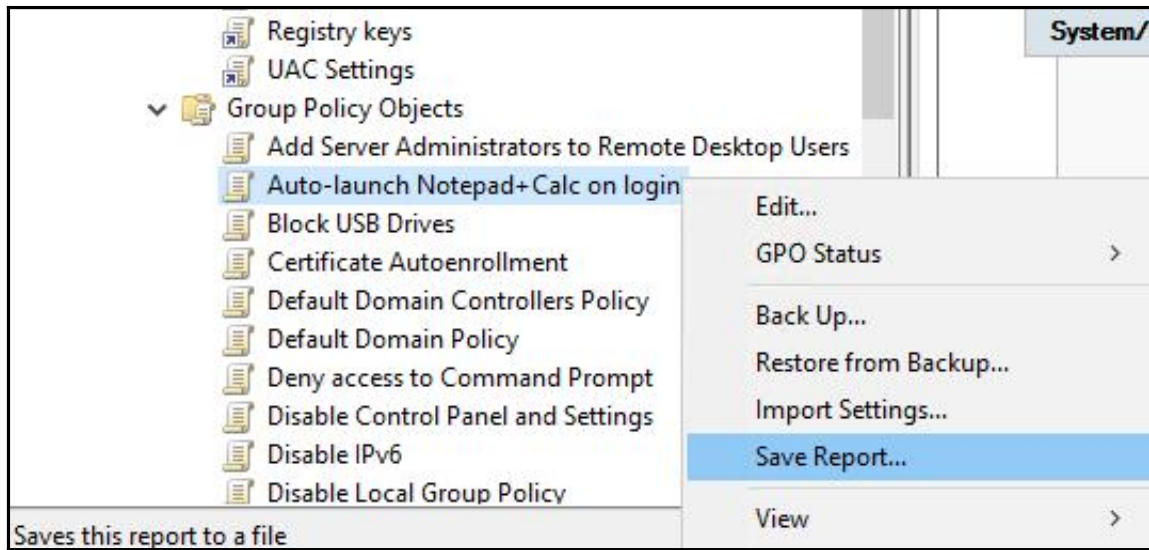 Registry keys
UAC Settings
Group Policy Objects
Add Server Administrators to Remote Desktop Users
Auto-launch Notepad+Calc on login
Block USB Drives
Certificate Autoenrollment
Default Domain Controllers Policy
Default Domain Policy
Deny access to Command Prompt
Disable Control Panel and Settings
Disable IPv6
Disable Local Group Policy
Saves this report to a file
System/
Edit...
GPO Status
Back Up...
Restore from Backup...
Import Settings...
Save Report...
View